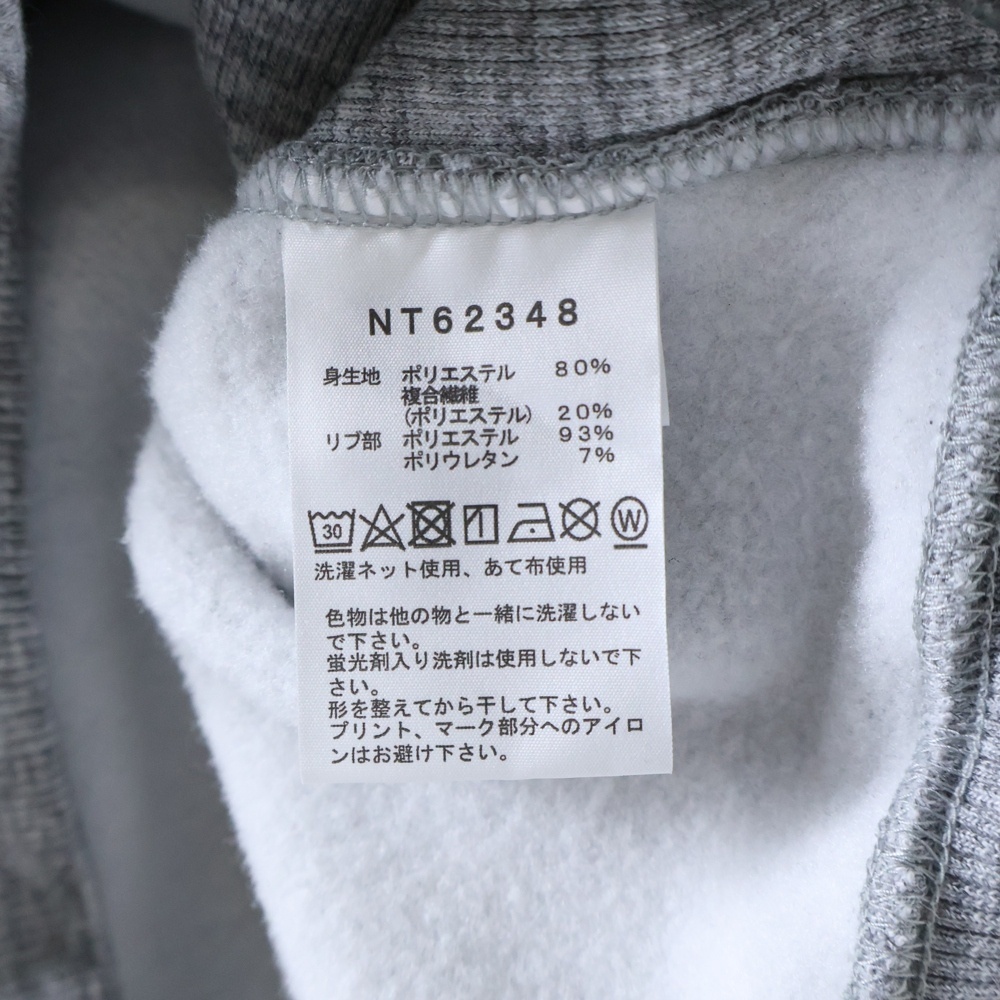 NT62348
身生地 ポリエステル 80%
複合繊維
(ポリエステル) 20%
リブ部 ポリエステル 93%
ポリウレタン 7%
30 W
洗濯ネット使用、あて布使用
色物は他の物と一緒に洗濯しない
で下さい。
蛍光剤入り洗剤は使用しないで下
さい。
形を整えてから干して下さい。
プリント、マーク部分へのアイロ
ンはお避け下さい。